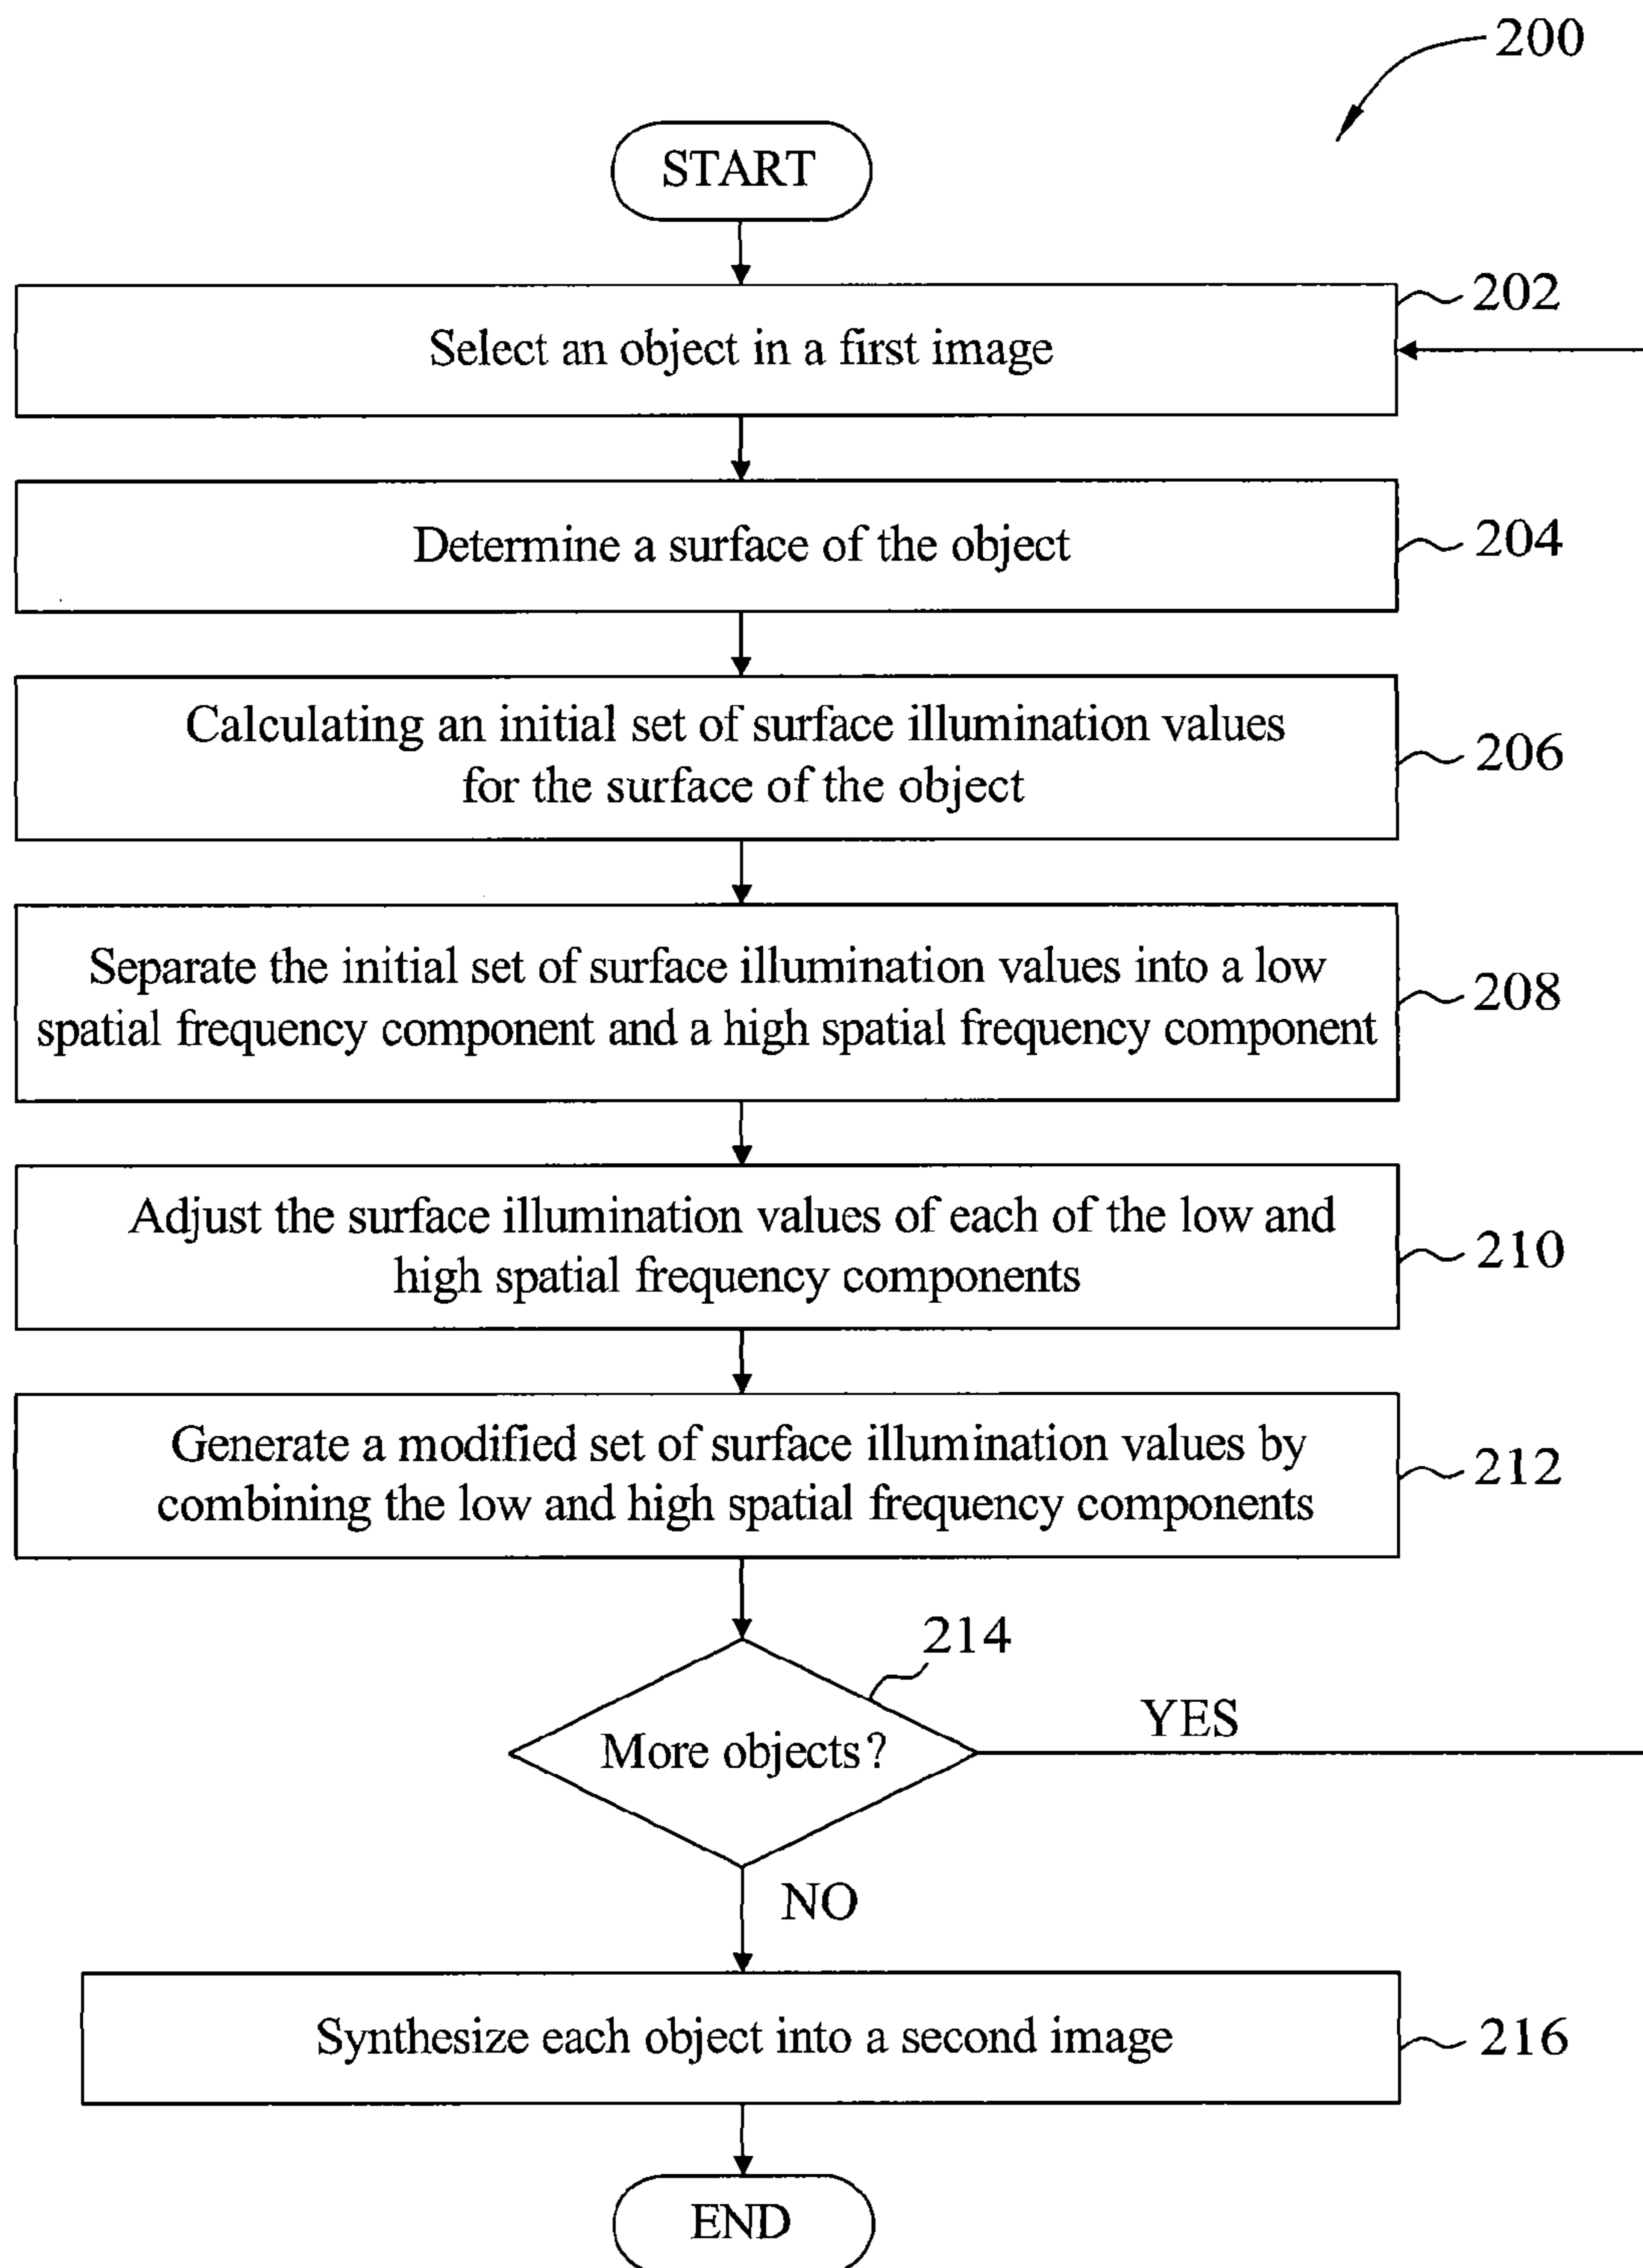 200
START
202
Select an object in a first image
Determine a surface of the object
204
Calculating an initial set of surface illumination values
for the surface of the object
206
Separate the initial set of surface illumination values into a low
spatial frequency component and a high spatial frequency component
208
Adjust the surface illumination values of each of the low and
high spatial frequency components
210
Generate a modified set of surface illumination values by
combining the low and high spatial frequency components
212
214
More objects?
YES
NO
Synthesize each object into a second image
216
END